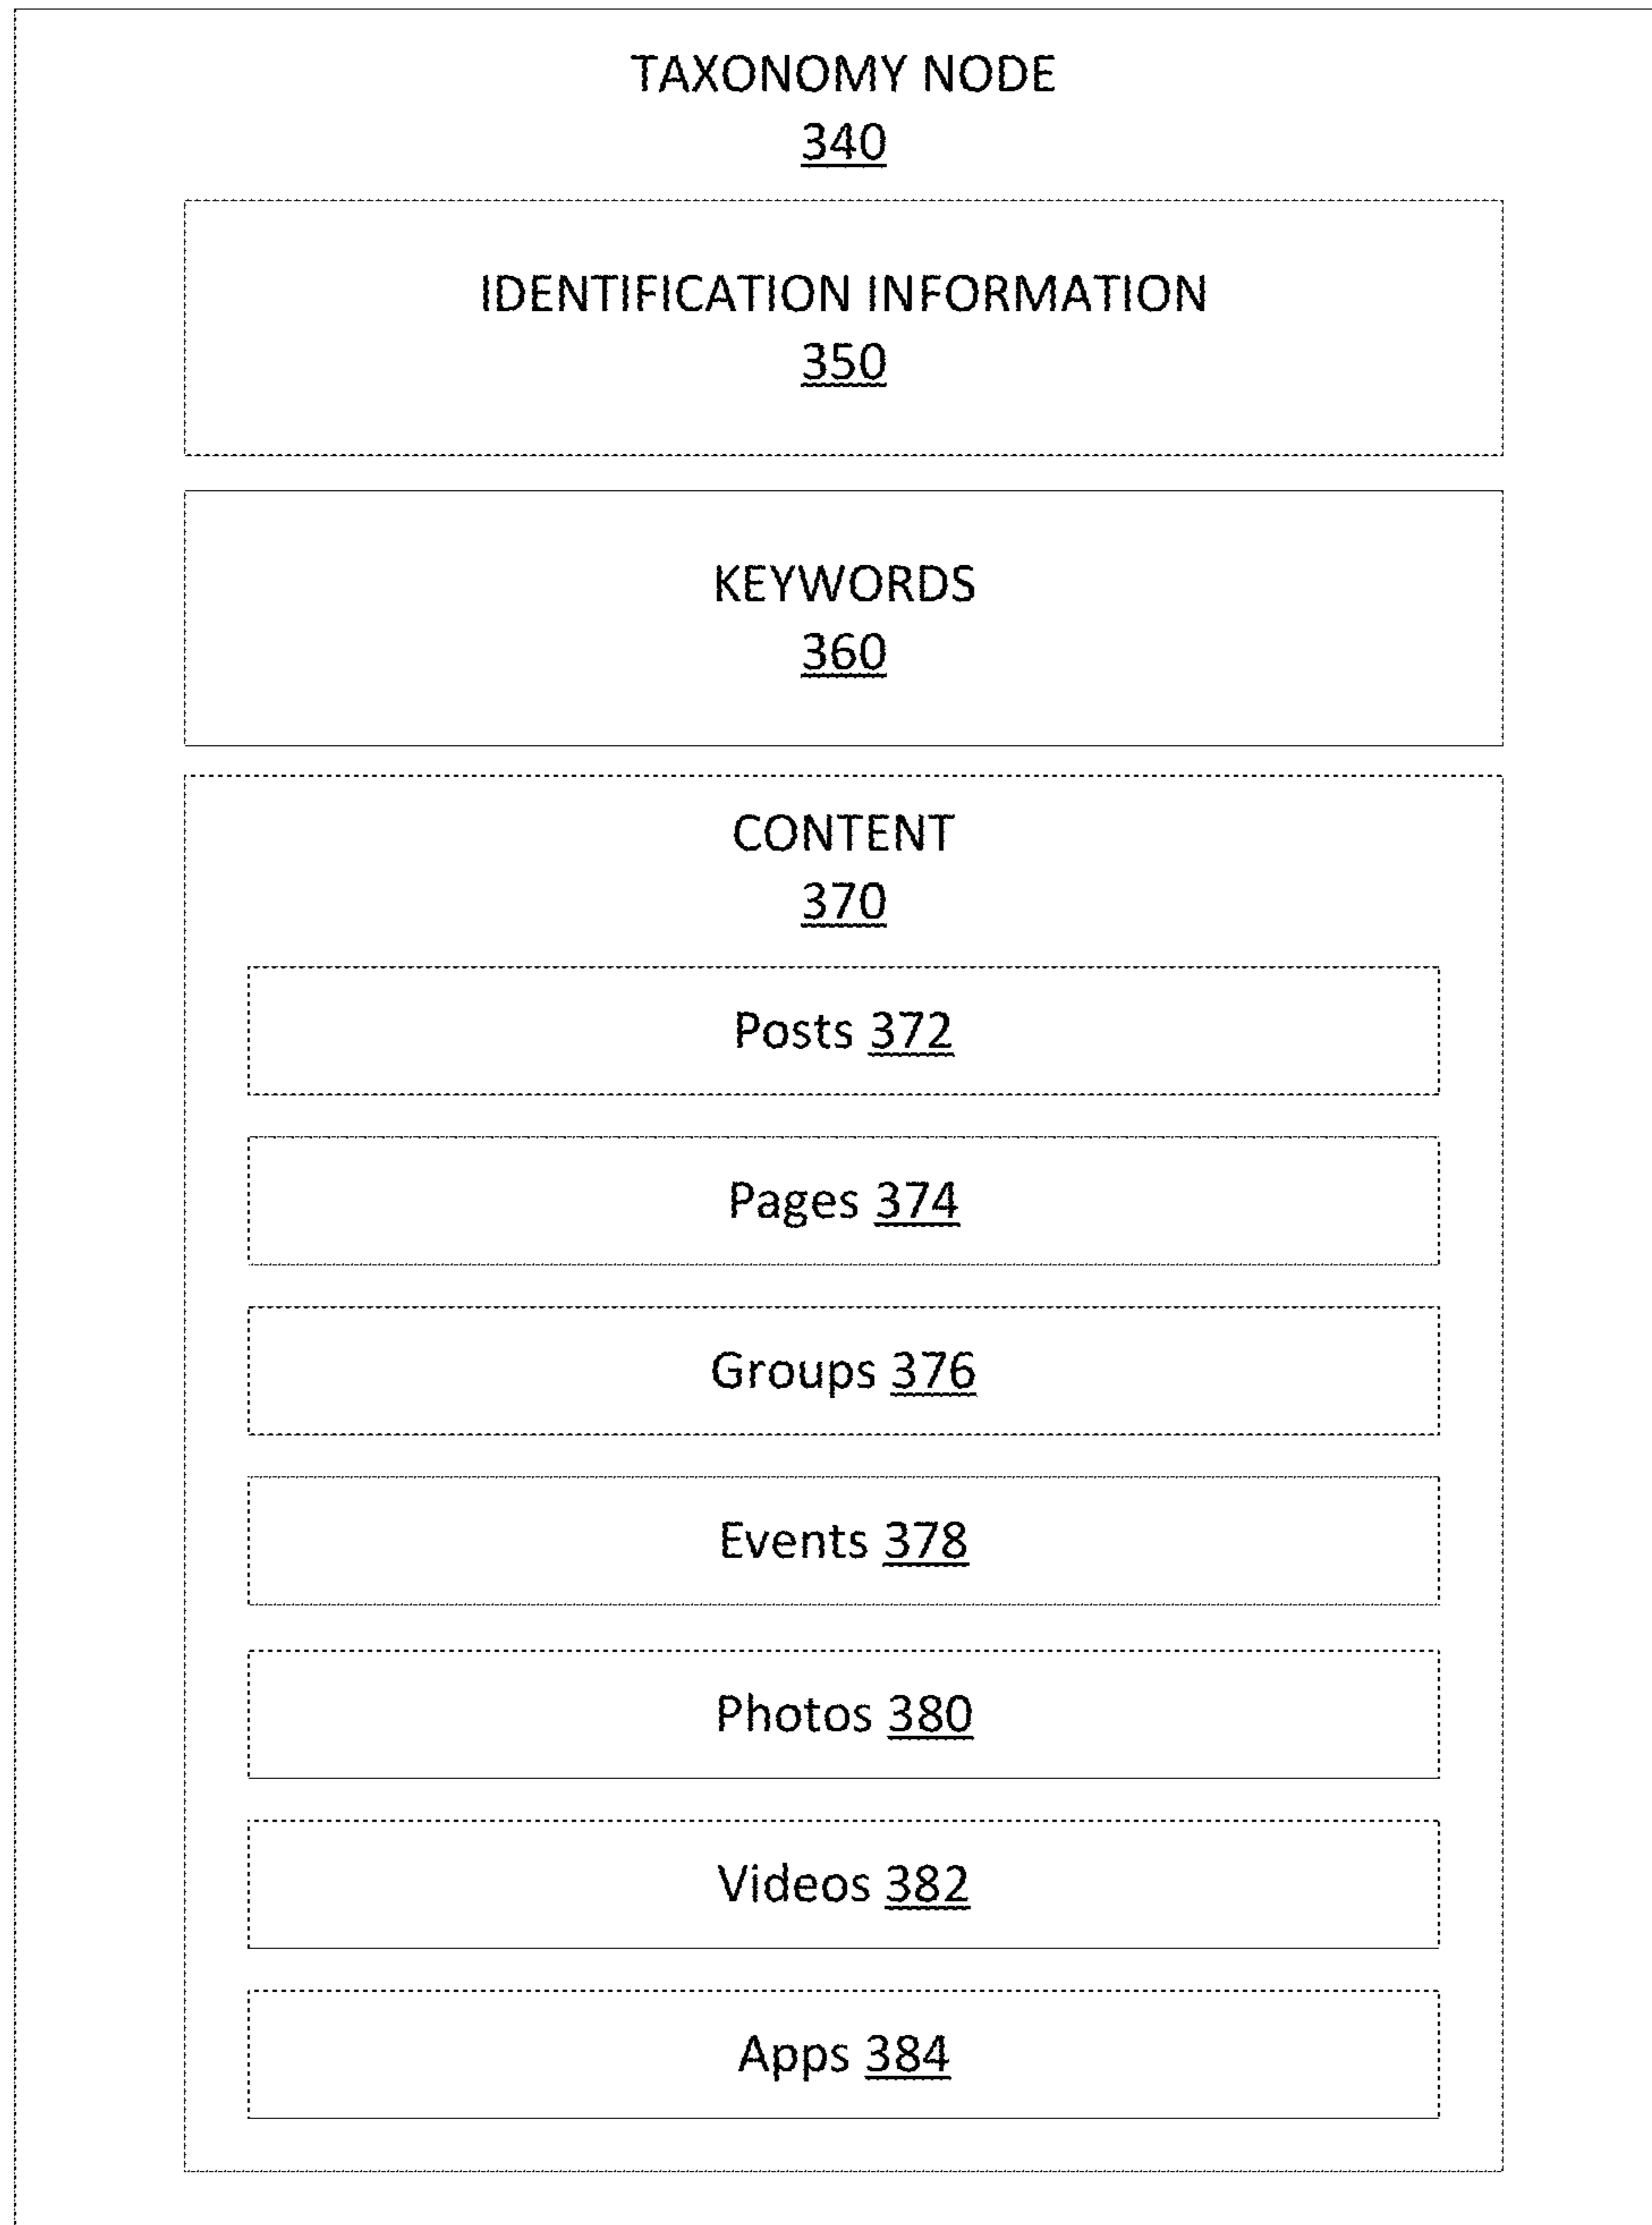 TAXONOMY NODE
340
IDENTIFICATION INFORMATION
350
KEYWORDS
360
CONTENT
370
Posts 372
Pages 374
Groups 376
Events 378
Photos 380
Videos 382
Apps 384